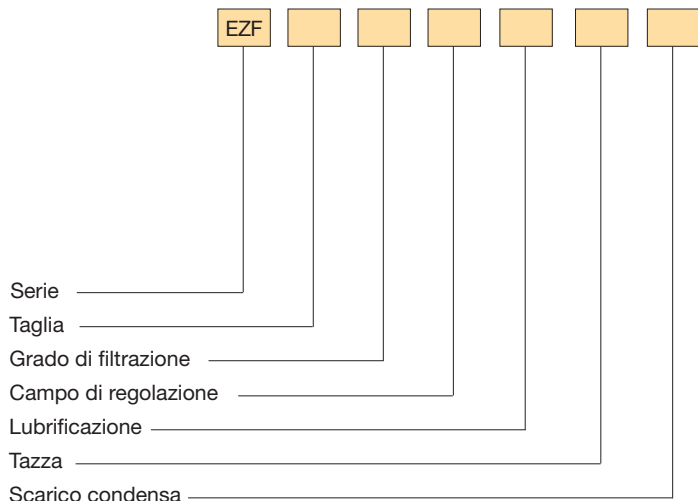 EZF
Serie
Taglia
Grado di filtrazione
Campo di regolazione
Lubrificazione
Tazza
Scarico condensa